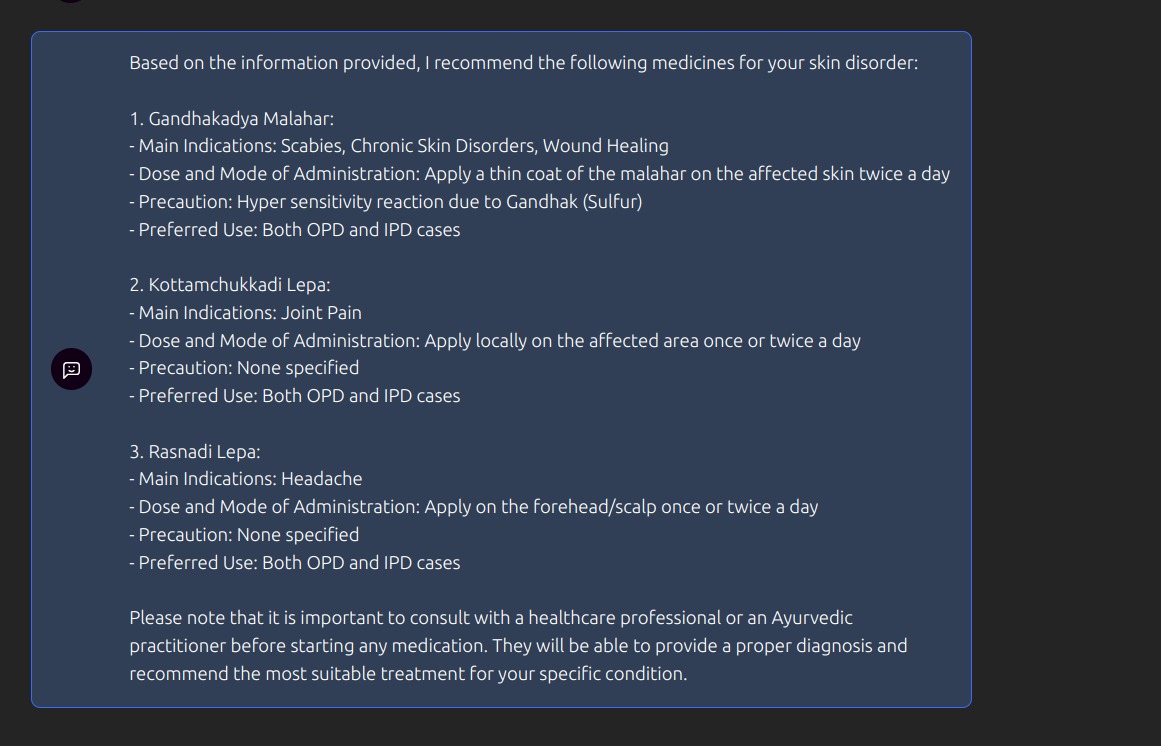 Based on the information provided, I recommend the following medicines for your skin disorder:
1. Gandhakadya Malahar:
- Main Indications: Scabies, Chronic Skin Disorders, Wound Healing
- Dose and Mode of Administration: Apply a thin coat of the malahar on the affected skin twice a day
- Precaution: Hyper sensitivity reaction due to Gandhak (Sulfur)
- Preferred Use: Both OPD and IPD cases
2. Kottamchukkadi Lepa:
- Main Indications: Joint Pain
- Dose and Mode of Administration: Apply locally on the affected area once or twice a day
- Precaution: None specified
- Preferred Use: Both OPD and IPD cases
3. Rasnadi Lepa:
- Main Indications: Headache
- Dose and Mode of Administration: Apply on the forehead/scalp once or twice a day
- Precaution: None specified
- Preferred Use: Both OPD and IPD cases
Please note that it is important to consult with a healthcare professional or an Ayurvedic
practitioner before starting any medication. They will be able to provide a proper diagnosis and
recommend the most suitable treatment for your specific condition.